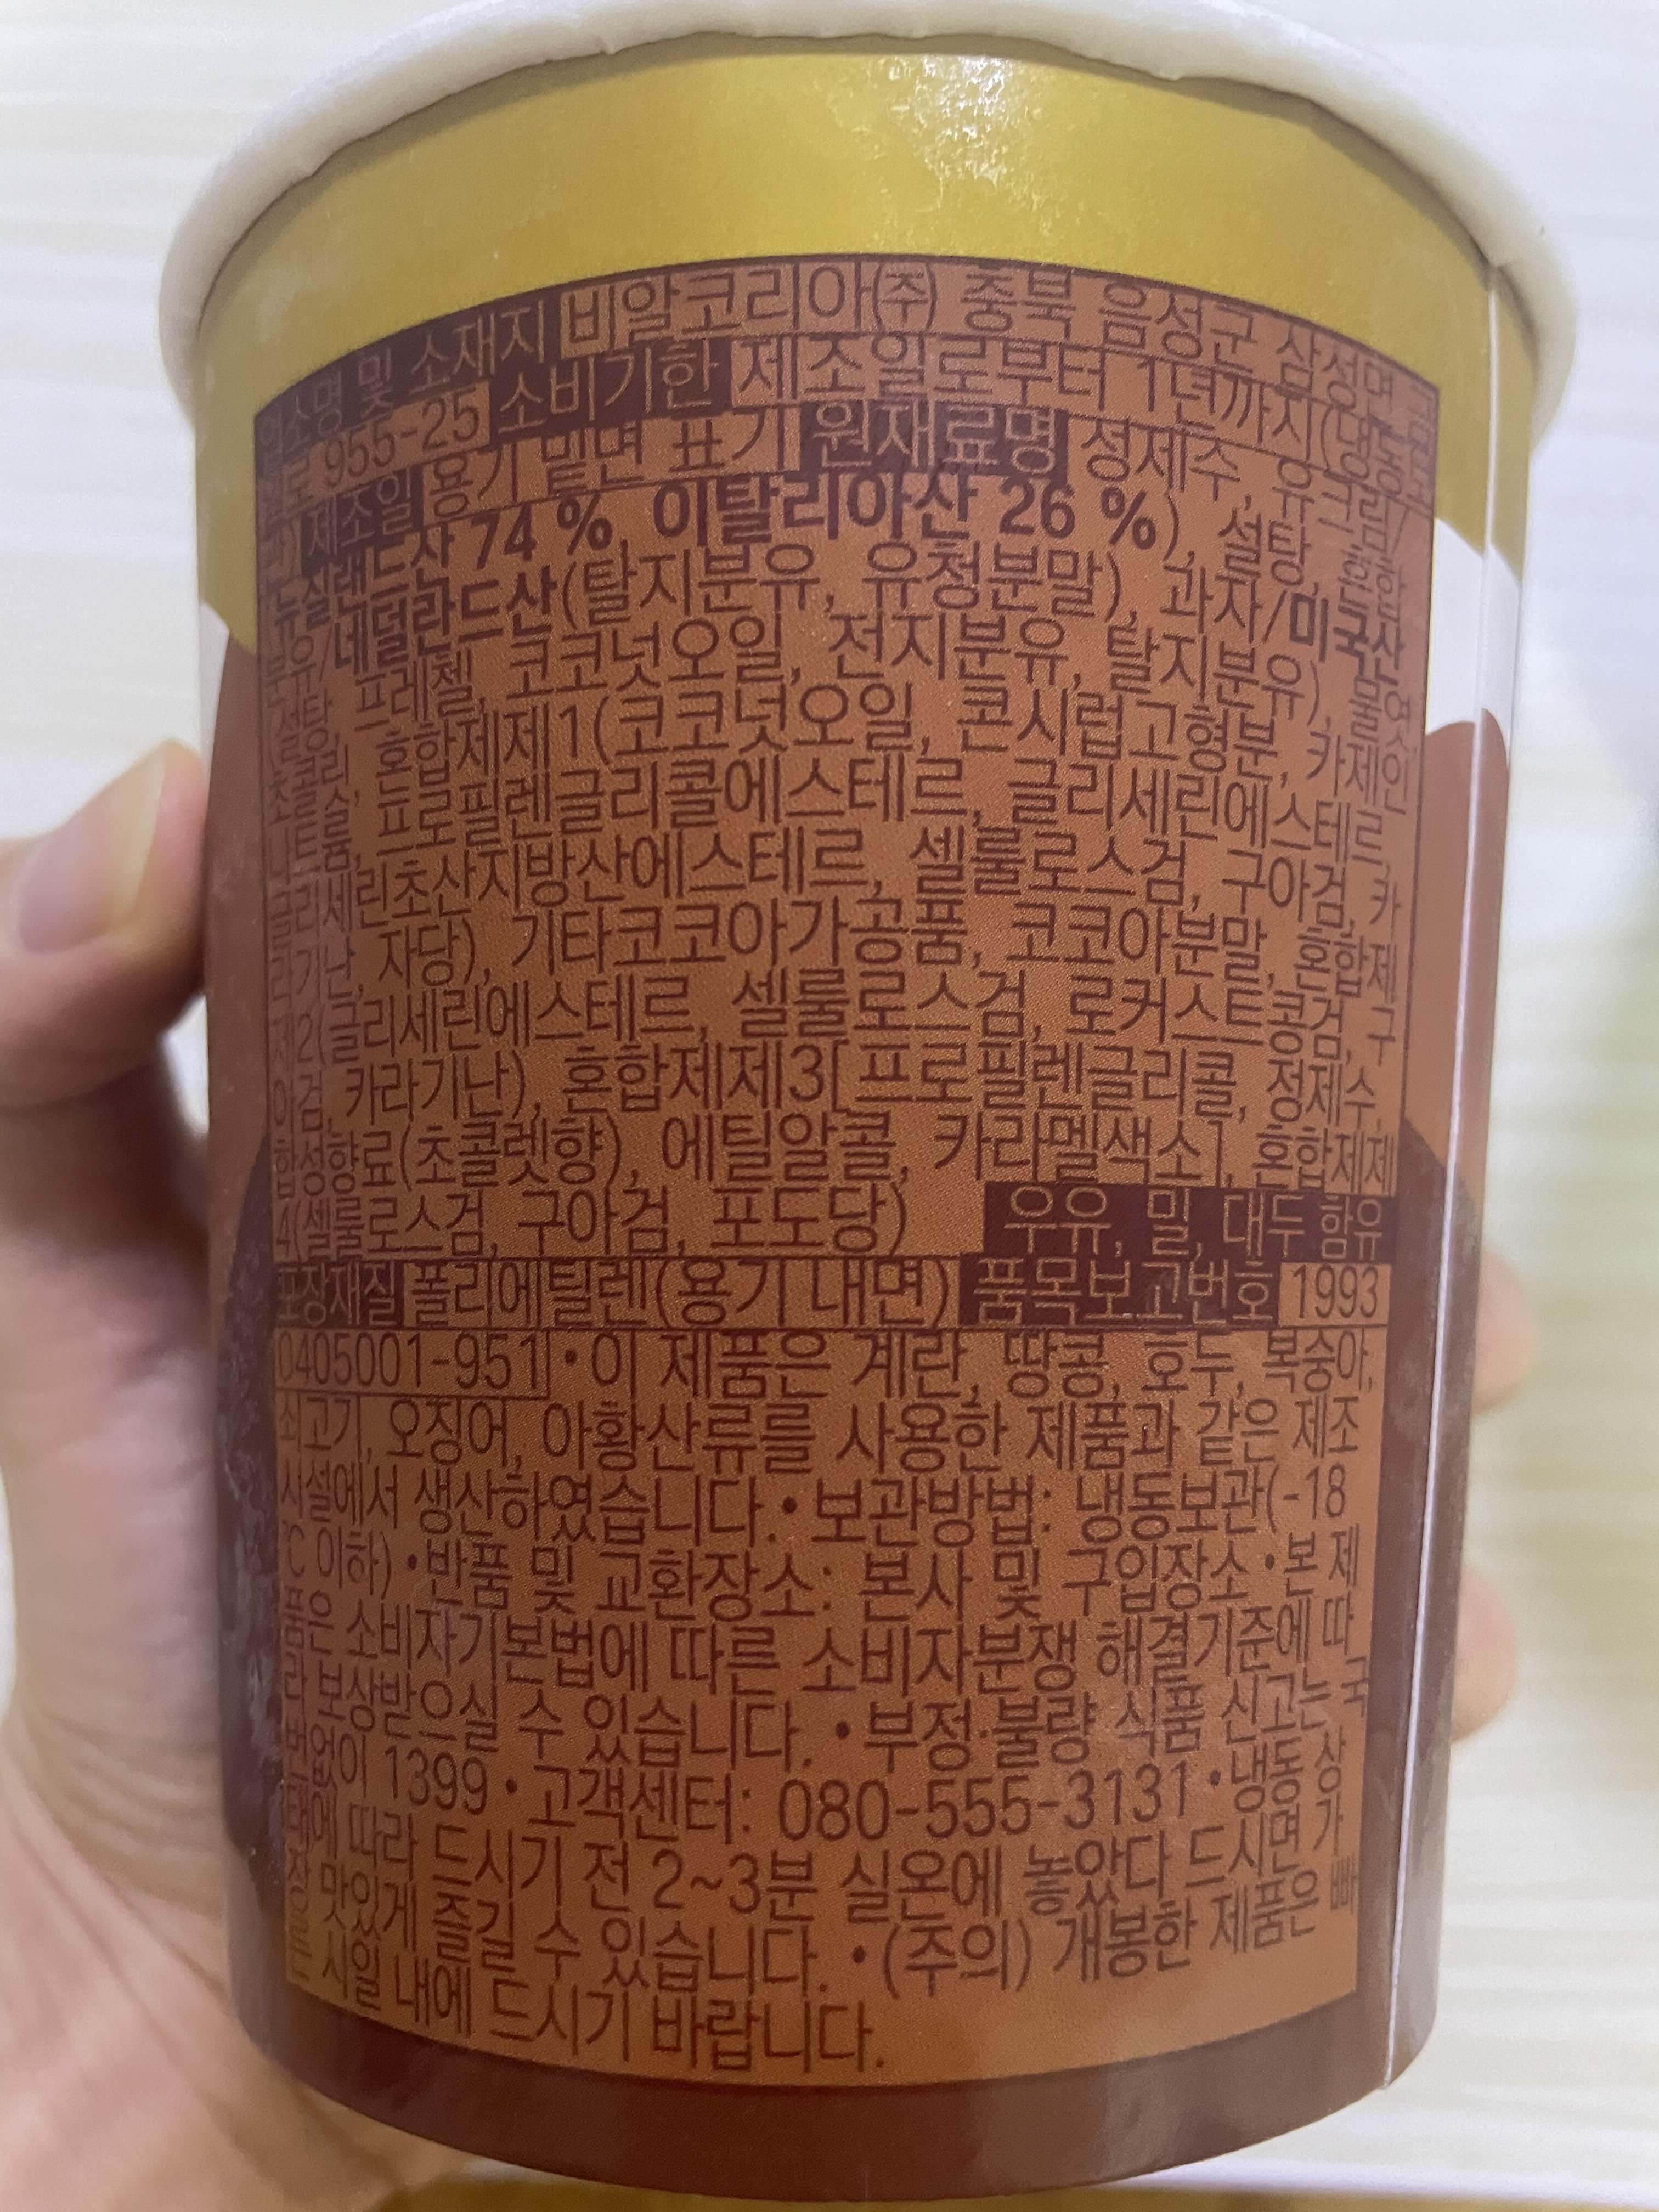 업소명 및 소재지 비알코리아(주) 충북 음성군 삼성면
955-25 소비기한 제조일로부터 1년까지(냉동
제조일 용기 밑면 표기 원재료명 정제수, 유크림/
뉴질랜드산 74 % 이탈리아산 26 %), 설탕, 혼합
분유/네덜란드산(탈지분유, 유청분말), 과자/미국산
설탕, 프레첼, 코코넛오일, 전지분유, 탈지분유), 물엿
초콜릿, 혼합제제1(코코넛오일, 콘시럽고형분, 카제인
나트륨, 프로필렌글리콜에스테르, 글리세린에스테르,
글리세린초산지방산에스테르, 셀룰로스검, 구아검, 카
라기난, 자당), 기타코코아가공품, 코코아분말, 혼합제
제2(글리세린에스테르, 셀룰로스검, 로커스트콩검, 구
아검, 카라기난), 혼합제제3[프로필렌글리콜, 정제수,
합성향료(초콜렛향), 에틸알콜, 카라멜색소], 혼합제제
4(셀룰로스검, 구아검, 포도당) 우유, 밀, 대두 함유
포장재질 폴리에틸렌(용기 내면) 품목보고번호 1993
0405001-951 • 이 제품은 계란, 땅콩, 호두, 복숭아,
쇠고기, 오징어, 아황산류를 사용한 제품과 같은 제조
시설에서 생산하였습니다. • 보관방법: 냉동보관(-18
℃ 이하) • 반품 및 교환장소: 본사 및 구입장소 • 본 제
품은 소비자기본법에 따른 소비자분쟁 해결기준에 따
라 보상받으실 수 있습니다. • 부정·불량 식품 신고는 국
번없이 1399 • 고객센터: 080-555-3131 • 냉동 상
태에 따라 드시기 전 2~3분 실온에 놓았다 드시면 가
장 맛있게 즐길 수 있습니다. • (주의) 개봉한 제품은 빠
른 시일 내에 드시기 바랍니다.